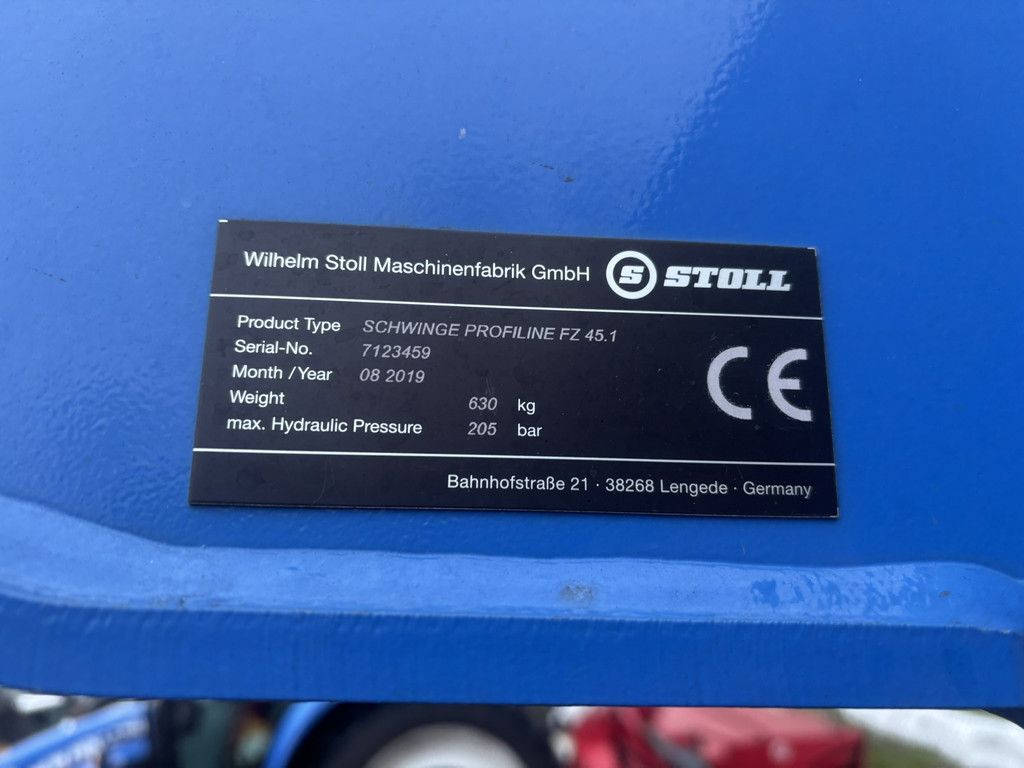 Wilhelm Stoll Maschinenfabrik GmbH S STOLL
Product Type SCHWINGE PROFILINE FZ 45.1
Serial-No. 7123459
Month /Year 08 2019
Weight 630 kg
max. Hydraulic Pressure 205 bar
CE
Bahnhofstraße 21 · 38268 Lengede · Germany